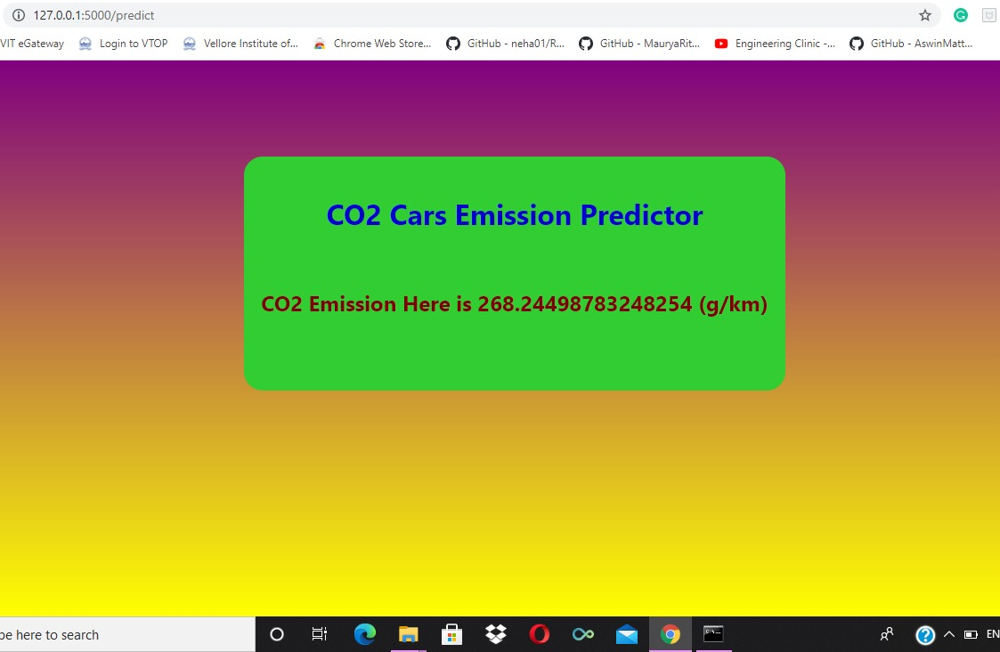 127.0.0.1:5000/predict
VIT eGateway Login to VTOP Vellore Institute of... Chrome Web Store... GitHub - neha01/R... GitHub - MauryaRit... Engineering Clinic -... GitHub - AswinMatt...
CO2 Cars Emission Predictor
CO2 Emission Here is 268.24498783248254 (g/km)
pe here to search
EN